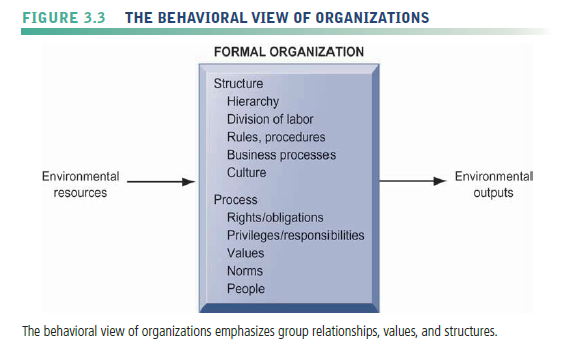 FIGURE 3.3 THE BEHAVIORAL VIEW OF ORGANIZATIONS
FORMAL ORGANIZATION
Structure
Hierarchy
Division of labor
Rules, procedures
Business processes
Culture
Process
Rights/obligations
Privileges/responsibilities
Values
Norms
People
Environmental
resources
Environmental
outputs
The behavioral view of organizations emphasizes group relationships, values, and structures.